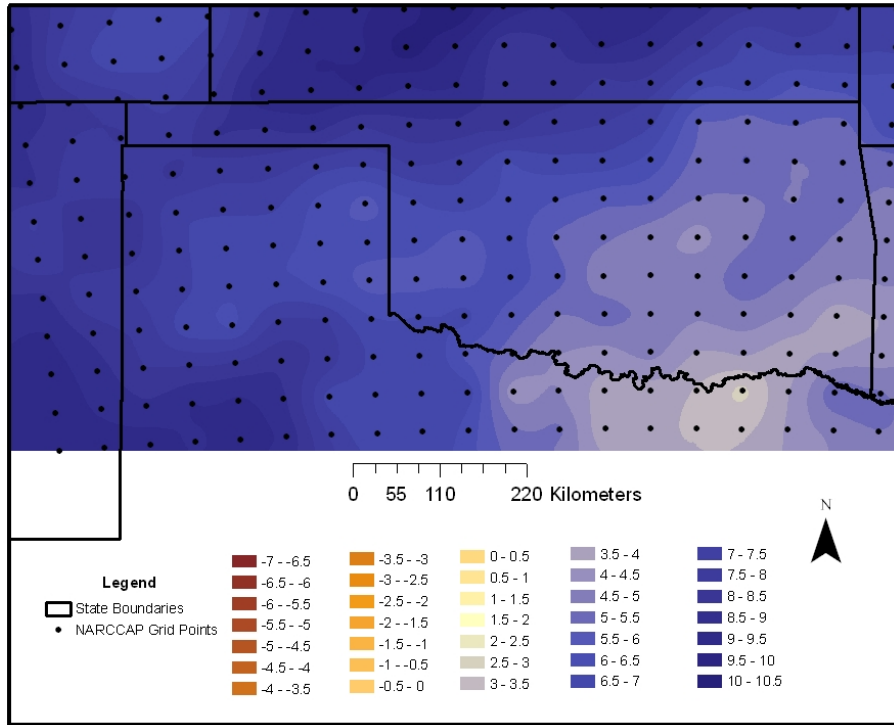 0 55 110 220 Kilometers
N
Legend
State Boundaries
NARCCAP Grid Points
-7 - -6.5
-6.5 - -6
-6 - -5.5
-5.5 - -5
-5 - -4.5
-4.5 - -4
-4 - -3.5
-3.5 - -3
-3 - -2.5
-2.5 - -2
-2 - -1.5
-1.5 - -1
-1 - -0.5
-0.5 - 0
0 - 0.5
0.5 - 1
1 - 1.5
1.5 - 2
2 - 2.5
2.5 - 3
3 - 3.5
3.5 - 4
4 - 4.5
4.5 - 5
5 - 5.5
5.5 - 6
6 - 6.5
6.5 - 7
7 - 7.5
7.5 - 8
8 - 8.5
8.5 - 9
9 - 9.5
9.5 - 10
10 - 10.5